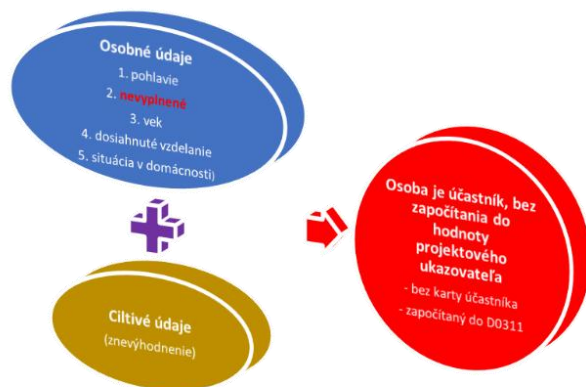 Osobné údaje
1. pohlavie
2. nevyplnené
3. vek
4. dosiahnuté vzdelanie
5. situácia v domácnosti)
Ciltivé údaje
(znevýhodnenie)
Osoba je účastník, bez
započítania do
hodnoty
projektového
ukazovateľa
- bez karty účastníka
- započítaný do D0311